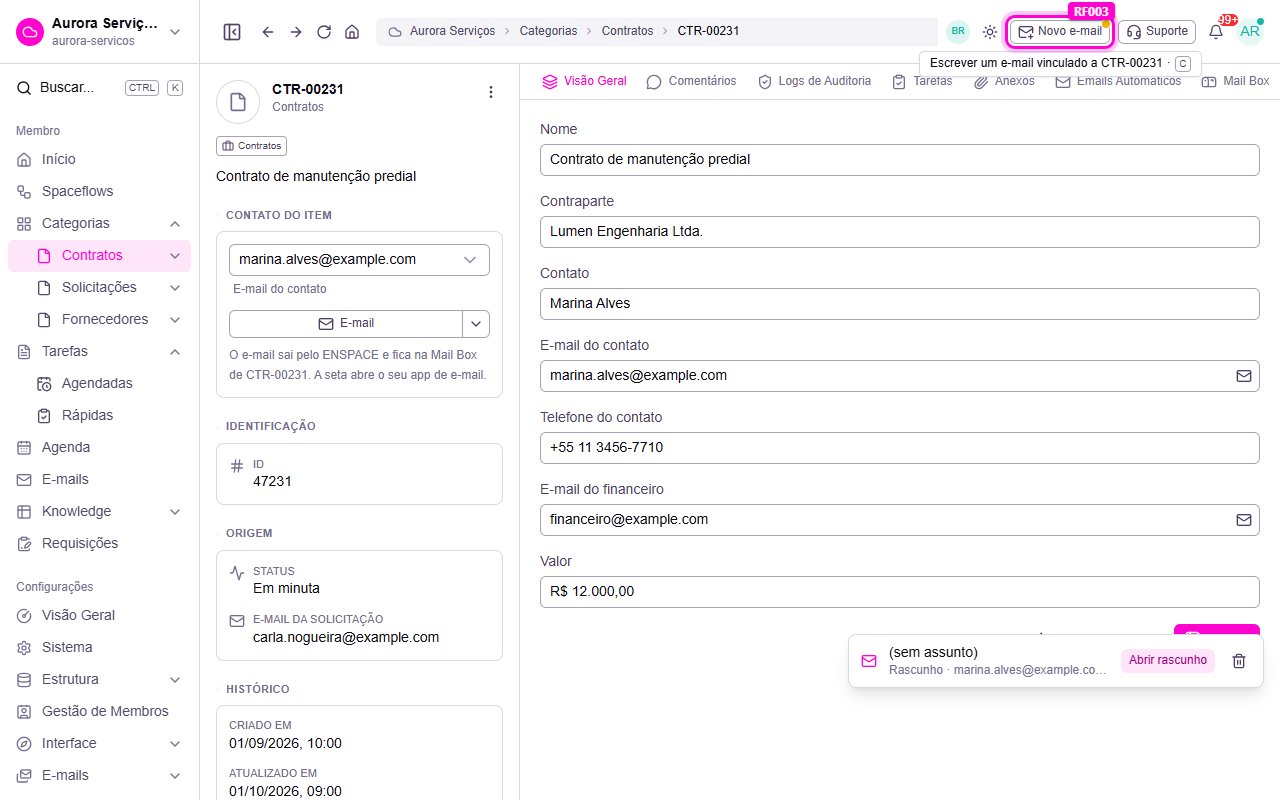 Aurora Serviç...
aurora-servicos
Buscar... CTRL K
Membro
Início
Spaceflows
Categorias
Contratos
Solicitações
Fornecedores
Tarefas
Agendadas
Rápidas
Agenda
E-mails
Knowledge
Requisições
Configurações
Visão Geral
Sistema
Estrutura
Gestão de Membros
Interface
E-mails
Aurora Serviços > Categorias > Contratos > CTR-00231
BR
RF003
Novo e-mail
Suporte
99+
AR
Escrever um e-mail vinculado a CTR-00231 · C
CTR-00231
Contratos
Contratos
Contrato de manutenção predial
CONTATO DO ITEM
marina.alves@example.com
E-mail do contato
E-mail
O e-mail sai pelo ENSPACE e fica na Mail Box
de CTR-00231. A seta abre o seu app de e-mail.
IDENTIFICAÇÃO
ID
47231
ORIGEM
STATUS
Em minuta
E-MAIL DA SOLICITAÇÃO
carla.nogueira@example.com
HISTÓRICO
CRIADO EM
01/09/2026, 10:00
ATUALIZADO EM
01/10/2026, 09:00
Visão Geral Comentários Logs de Auditoria Tarefas Anexos Emails Automáticos Mail Box
Nome
Contrato de manutenção predial
Contraparte
Lumen Engenharia Ltda.
Contato
Marina Alves
E-mail do contato
marina.alves@example.com
Telefone do contato
+55 11 3456-7710
E-mail do financeiro
financeiro@example.com
Valor
R$ 12.000,00
(sem assunto)
Rascunho · marina.alves@example.co...
Abrir rascunho